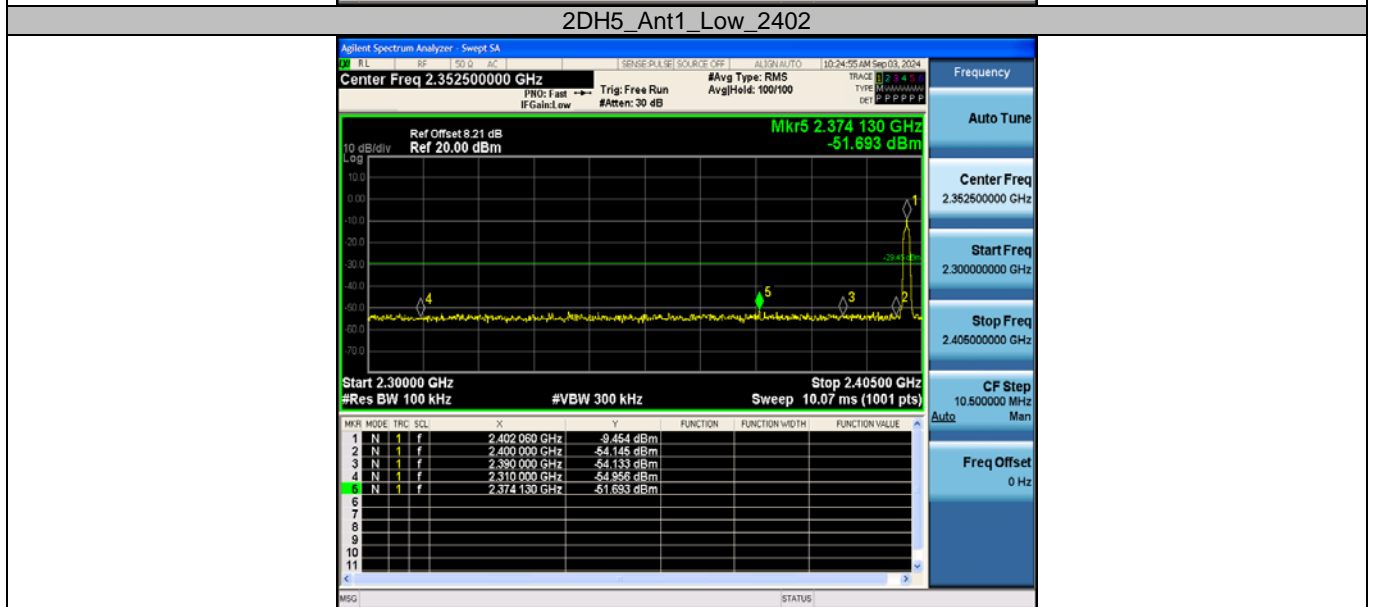 2DH5_Ant1_Low_2402
Agilent Spectrum Analyzer - Swept SA
RL RF 50 Ω AC SENSE:PULSE SOURCE OFF ALIGN AUTO 10:24:55 AM Sep 03, 2024
Center Freq 2.352500000 GHz
PNO: Fast
IFGain:Low
Trig: Free Run
#Atten: 30 dB
#Avg Type: RMS
Avg|Hold: 100/100
TRACE 1 2 3 4 5 6
TYPE M
DET P P P P P P
Frequency
Auto Tune
Center Freq
2.352500000 GHz
Start Freq
2.300000000 GHz
Stop Freq
2.405000000 GHz
CF Step
10.500000 MHz
Auto Man
Freq Offset
0 Hz
Mkr5 2.374 130 GHz
-51.693 dBm
Ref Offset 8.21 dB
10 dB/div Ref 20.00 dBm
Log
10.0
0.00
-10.0
-20.0
-30.0
-40.0
-50.0
-60.0
-70.0
-29.45 dBm
1
4
5
3
2
Start 2.30000 GHz Stop 2.40500 GHz
#Res BW 100 kHz #VBW 300 kHz Sweep 10.07 ms (1001 pts)
MKR MODE TRC SCL X Y FUNCTION FUNCTION WIDTH FUNCTION VALUE
1 N 1 f 2.402 060 GHz -9.454 dBm
2 N 1 f 2.400 000 GHz -54.145 dBm
3 N 1 f 2.390 000 GHz -54.133 dBm
4 N 1 f 2.310 000 GHz -54.956 dBm
5 N 1 f 2.374 130 GHz -51.693 dBm
6
7
8
9
10
11
MSG STATUS